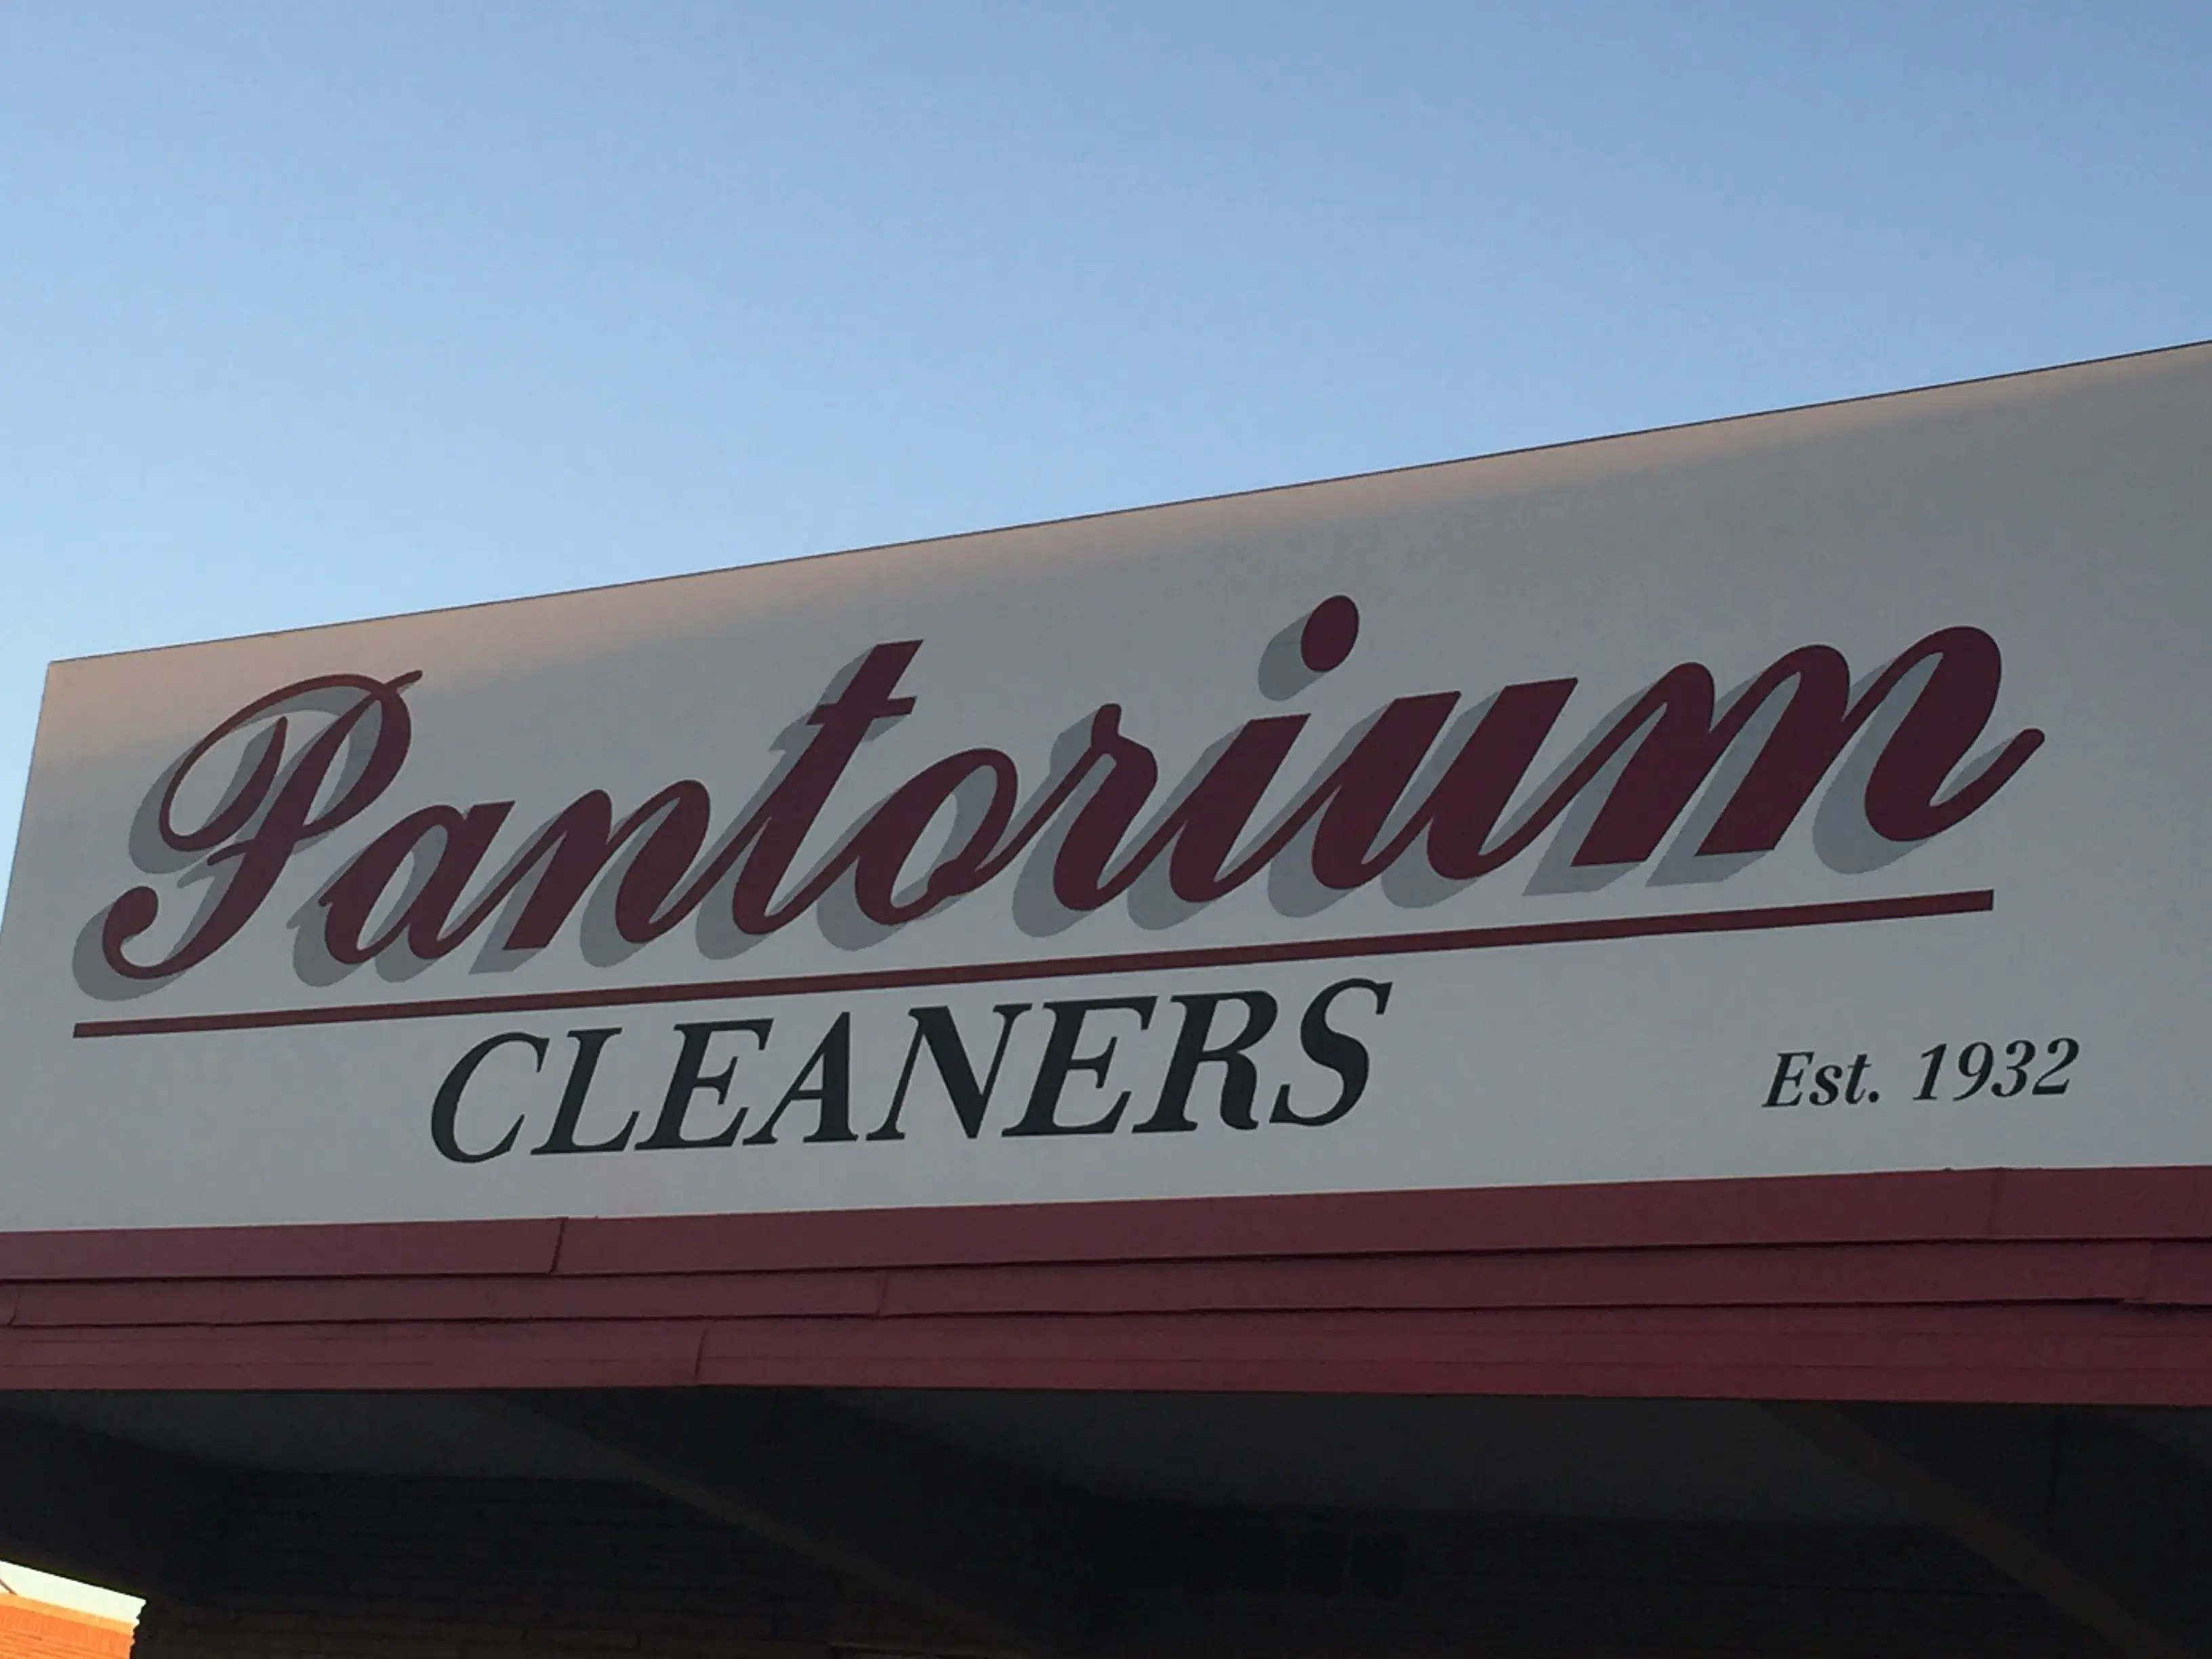 Pantorium
CLEANERS
Est. 1932